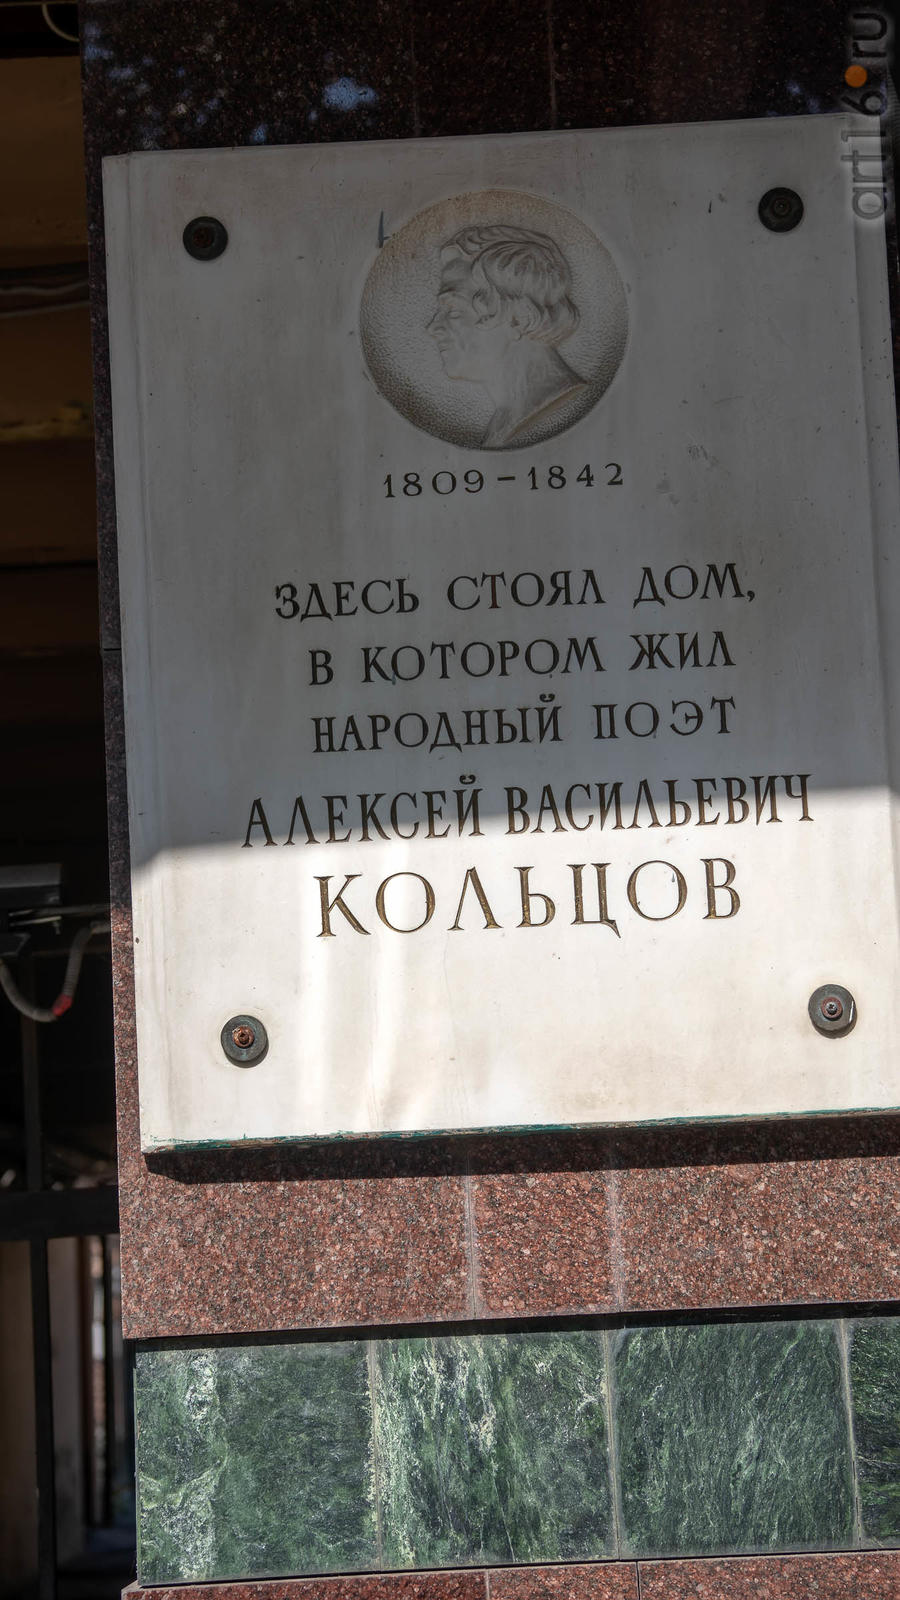 art16.ru
1809-1842
ЗДЕСЬ СТОЯЛ ДОМ,
В КОТОРОМ ЖИЛ
НАРОДНЫЙ ПОЭТ
АЛЕКСЕЙ ВАСИЛЬЕВИЧ
КОЛЬЦОВ